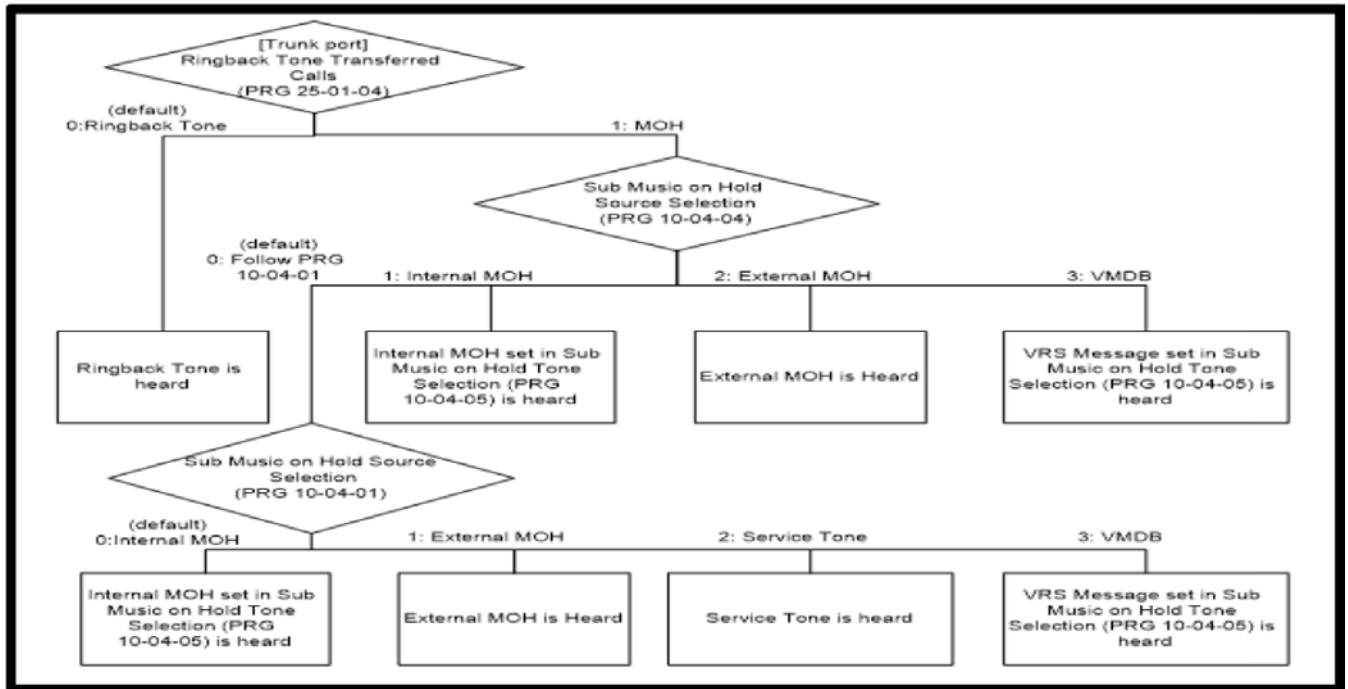 [Trunk port]
Ringback Tone Transferred
Calls
(PRG 25-01-04)
(default)
0:Ringback Tone
1: MOH
Sub Music on Hold
Source Selection
(PRG 10-04-04)
(default)
0: Follow PRG
10-04-01
1: Internal MOH
2: External MOH
3: VMDB
Ringback Tone is
heard
Internal MOH set in Sub
Music on Hold Tone
Selection (PRG
10-04-05) is heard
External MOH is Heard
VRS Message set in Sub
Music on Hold Tone
Selection (PRG 10-04-05) is
heard
Sub Music on Hold Source
Selection
(PRG 10-04-01)
(default)
0:Internal MOH
1: External MOH
2: Service Tone
3: VMDB
Internal MOH set in Sub
Music on Hold Tone
Selection (PRG
10-04-05) is heard
External MOH is Heard
Service Tone is heard
VRS Message set in Sub
Music on Hold Tone
Selection (PRG 10-04-05) is
heard